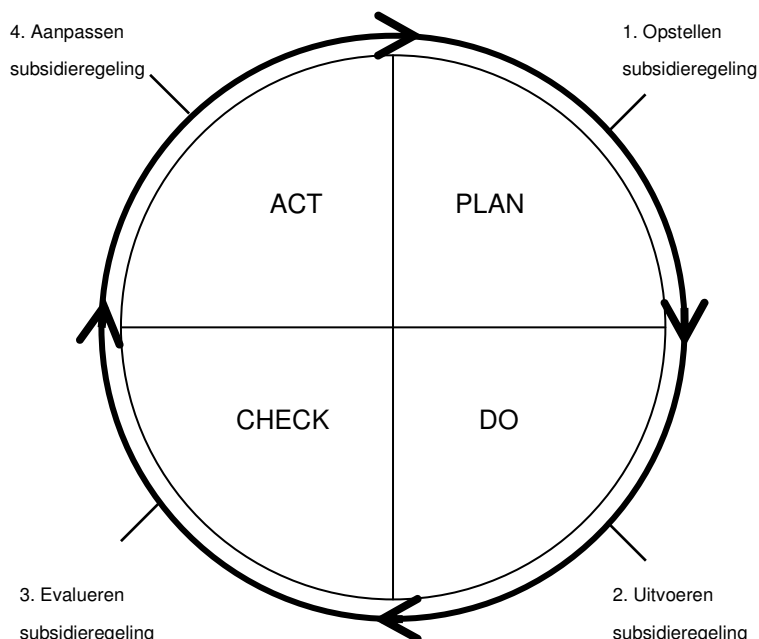 4. Aanpassen
subsidieregeling
1. Opstellen
subsidieregeling
ACT
PLAN
CHECK
DO
3. Evalueren
subsidieregeling
2. Uitvoeren
subsidieregeling